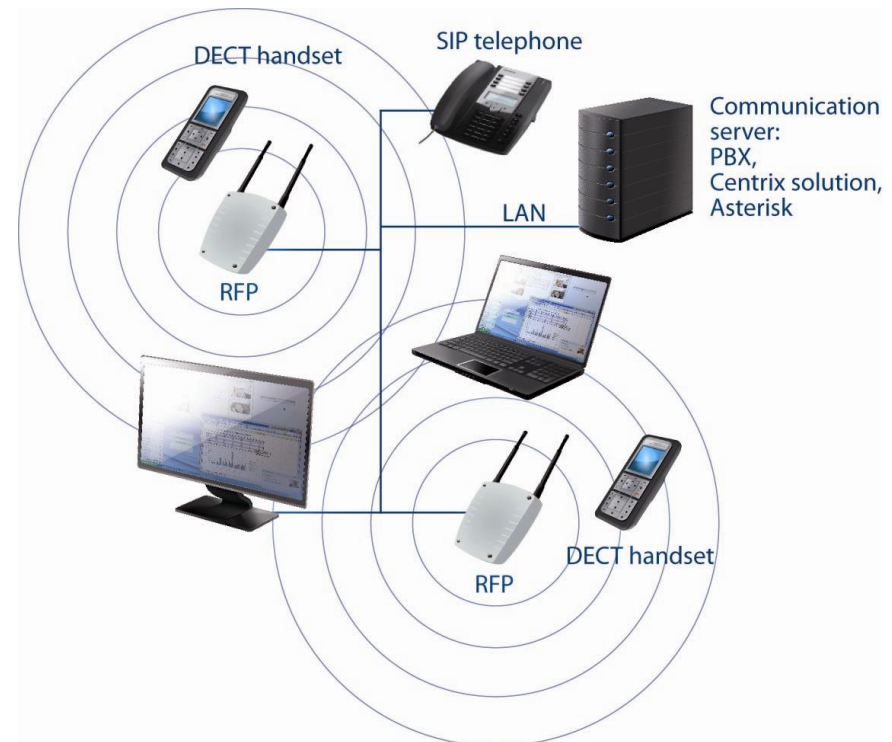 DECT handset
SIP telephone
Communication
server:
PBX,
Centrix solution,
Asterisk
LAN
RFP
RFP
DECT handset